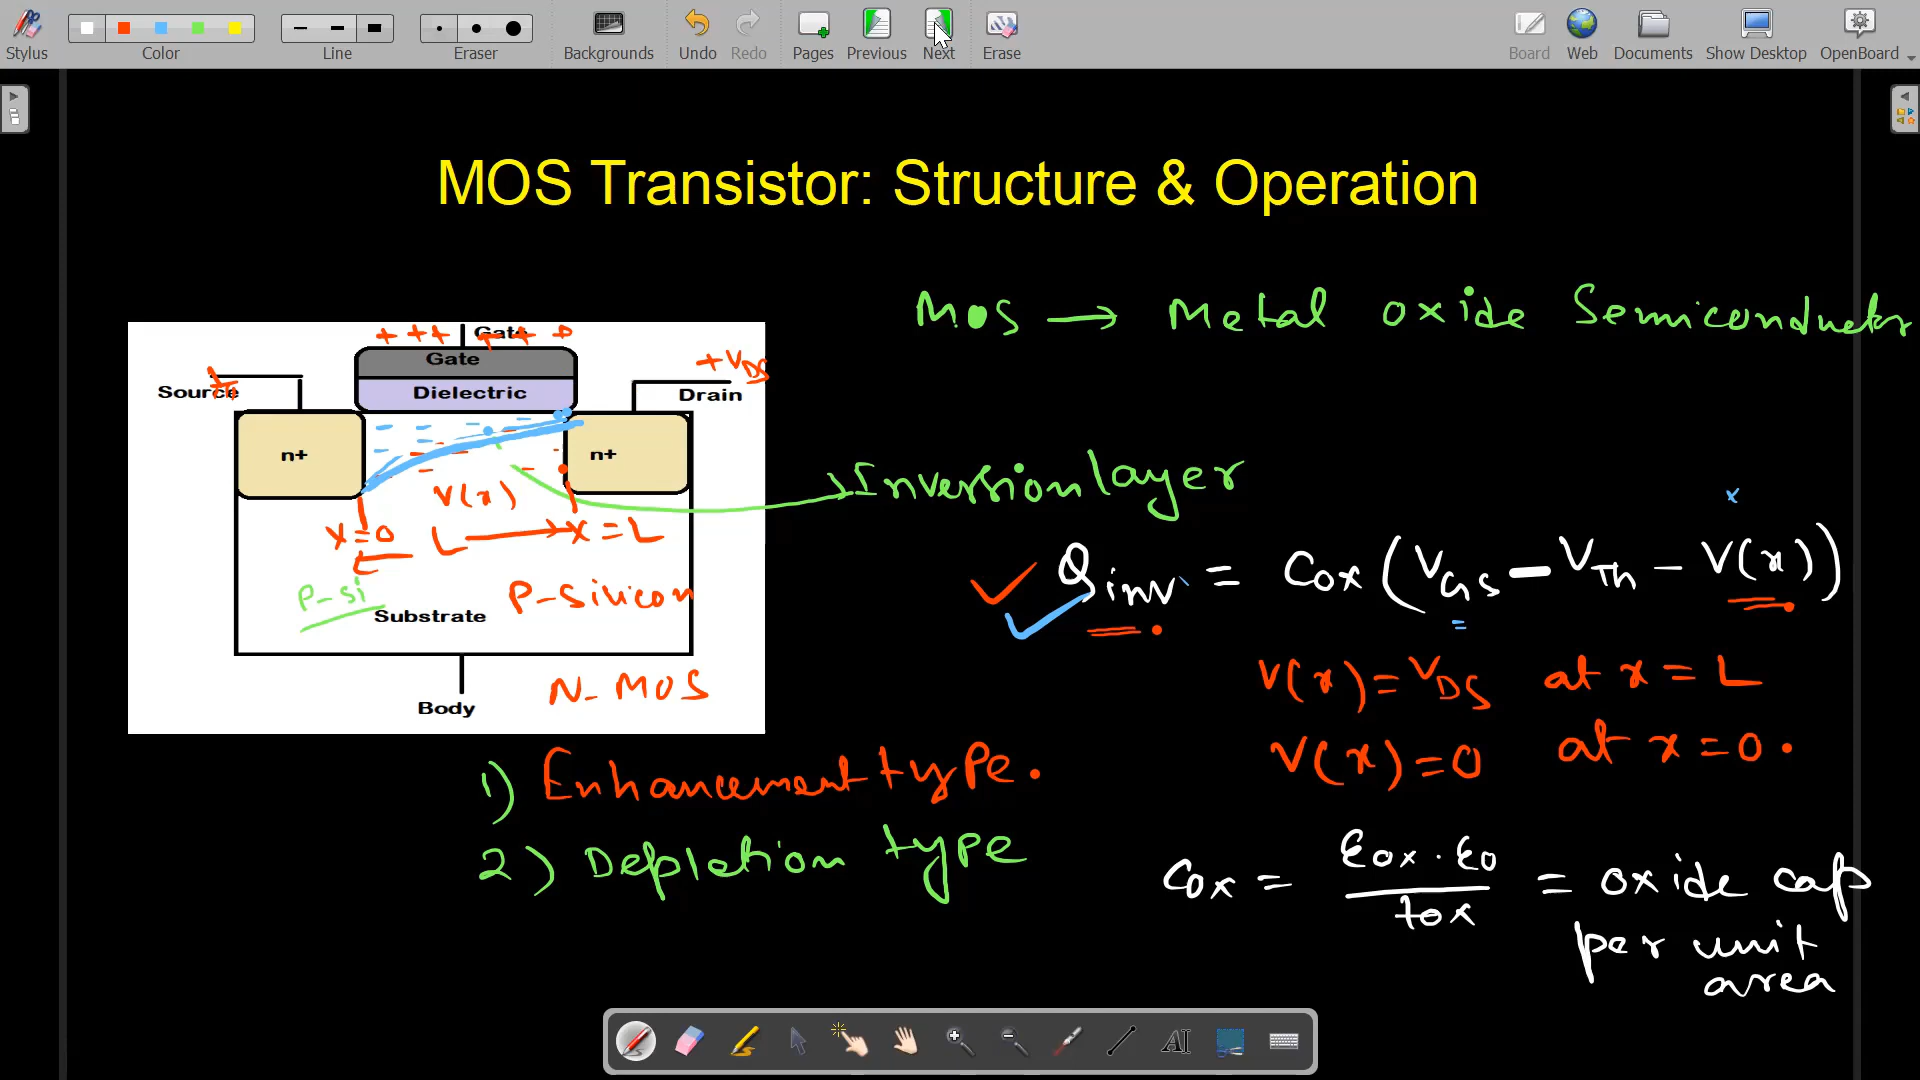 Stylus Color Line Eraser Backgrounds Undo Redo Pages Previous Next Erase Board Web Documents Show Desktop OpenBoard
MOS Transistor: Structure & Operation
MOS → Metal oxide Semiconductor
Gate
+ + + + +
Gate
+VDS
Source
Dielectric
Drain
n+
n+
Inversion layer
V(x)
x=0 L x=L
Qinv = Cox (VGS - VTh - V(x))
P-Si
P-Silicon
Substrate
V(x) = VDS at x = L
N-MOS
Body
V(x) = 0 at x = 0.
1) Enhancement type.
2) Depletion type
Cox = εox . ε0 / tox = oxide cap
per unit
area
AI